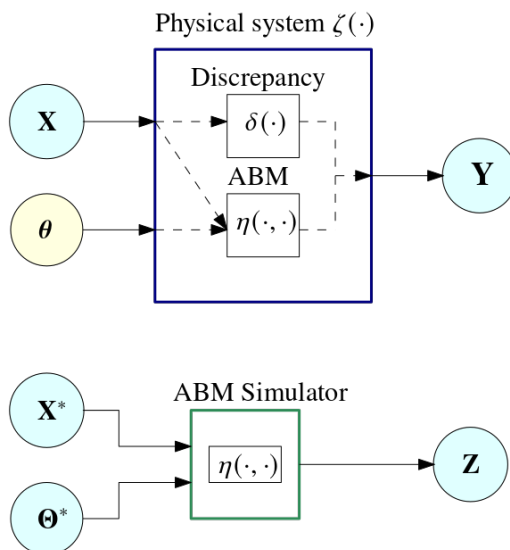 Physical system ζ(·)
Discrepancy
X
δ(·)
ABM
Y
θ
η(·,·)
ABM Simulator
X*
η(·,·)
Z
Θ*